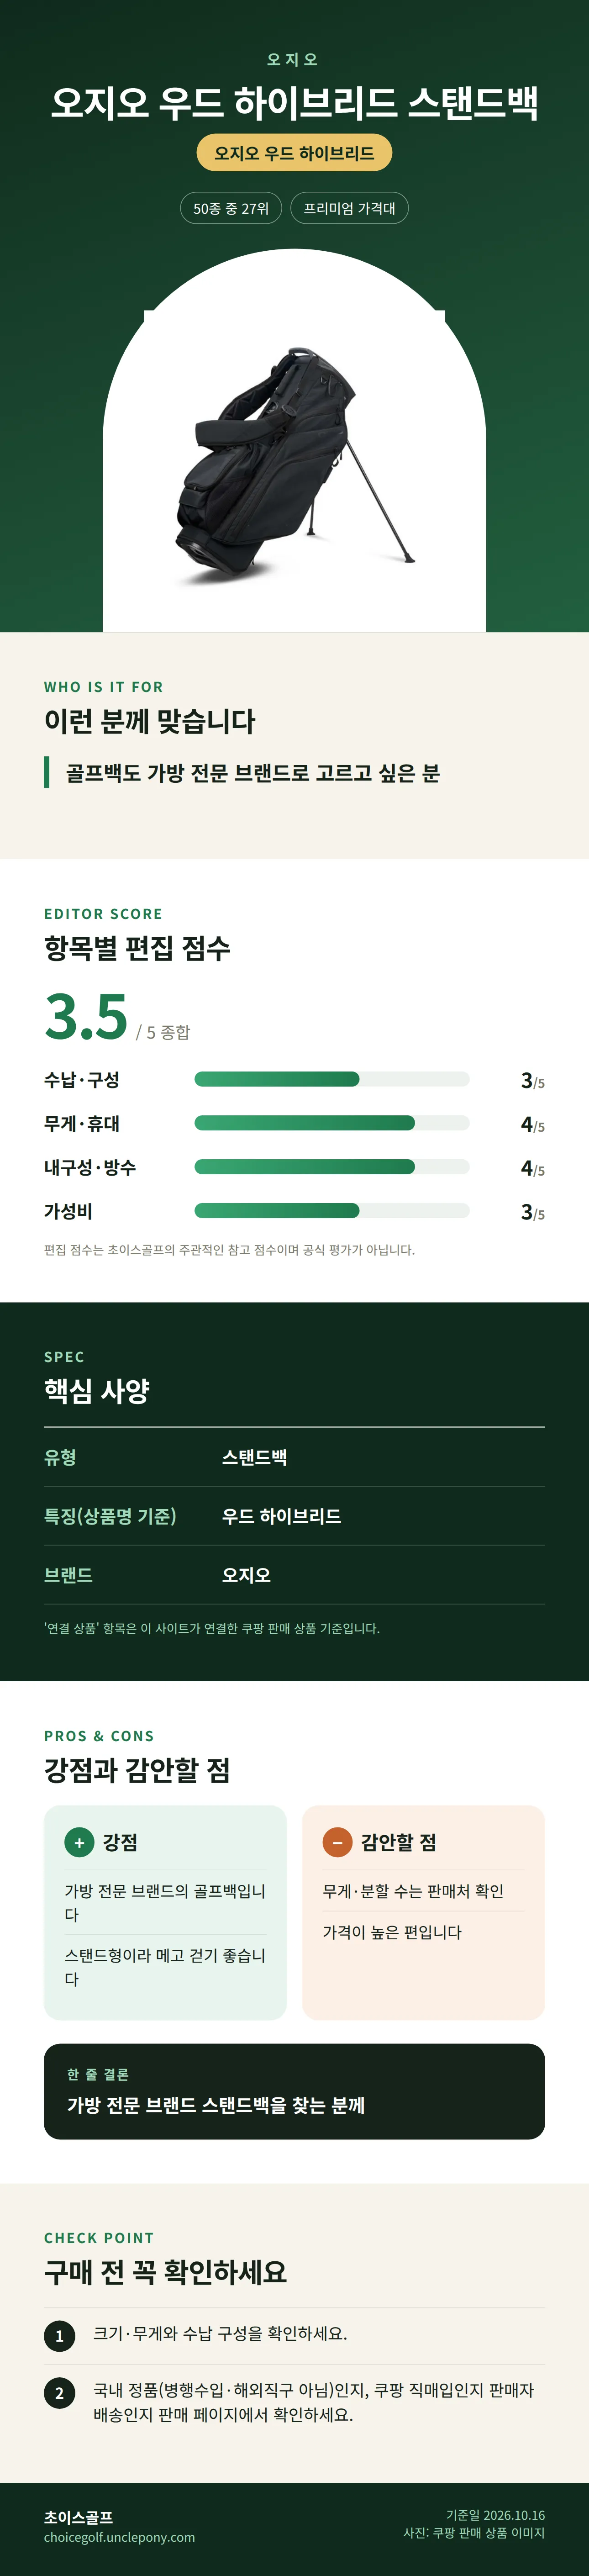 오지오
오지오 우드 하이브리드 스탠드백
오지오 우드 하이브리드
50종 중 27위
프리미엄 가격대
WHO IS IT FOR
이런 분께 맞습니다
골프백도 가방 전문 브랜드로 고르고 싶은 분
EDITOR SCORE
항목별 편집 점수
3.5 / 5 종합
수납·구성 3/5
무게·휴대 4/5
내구성·방수 4/5
가성비 3/5
편집 점수는 초이스골프의 주관적인 참고 점수이며 공식 평가가 아닙니다.
SPEC
핵심 사양
유형 스탠드백
특징(상품명 기준) 우드 하이브리드
브랜드 오지오
'연결 상품' 항목은 이 사이트가 연결한 쿠팡 판매 상품 기준입니다.
PROS & CONS
강점과 감안할 점
+ 강점
가방 전문 브랜드의 골프백입니
다
스탠드형이라 메고 걷기 좋습니
다
− 감안할 점
무게·분할 수는 판매처 확인
가격이 높은 편입니다
한 줄 결론
가방 전문 브랜드 스탠드백을 찾는 분께
CHECK POINT
구매 전 꼭 확인하세요
1 크기·무게와 수납 구성을 확인하세요.
2 국내 정품(병행수입·해외직구 아님)인지, 쿠팡 직매입인지 판매자
배송인지 판매 페이지에서 확인하세요.
초이스골프
choicegolf.unclepony.com
기준일 2026.10.16
사진: 쿠팡 판매 상품 이미지